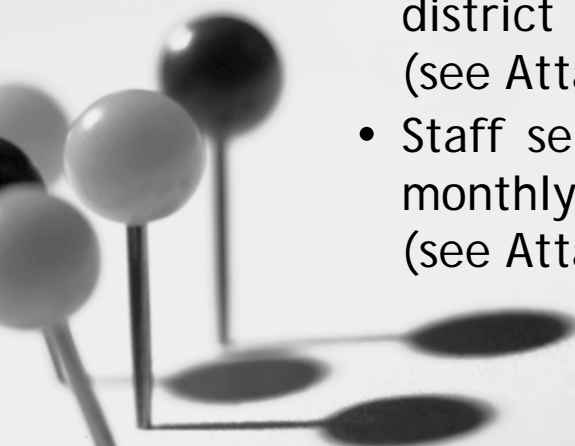 district
(see Atta
• Staff se
monthly
(see Atta